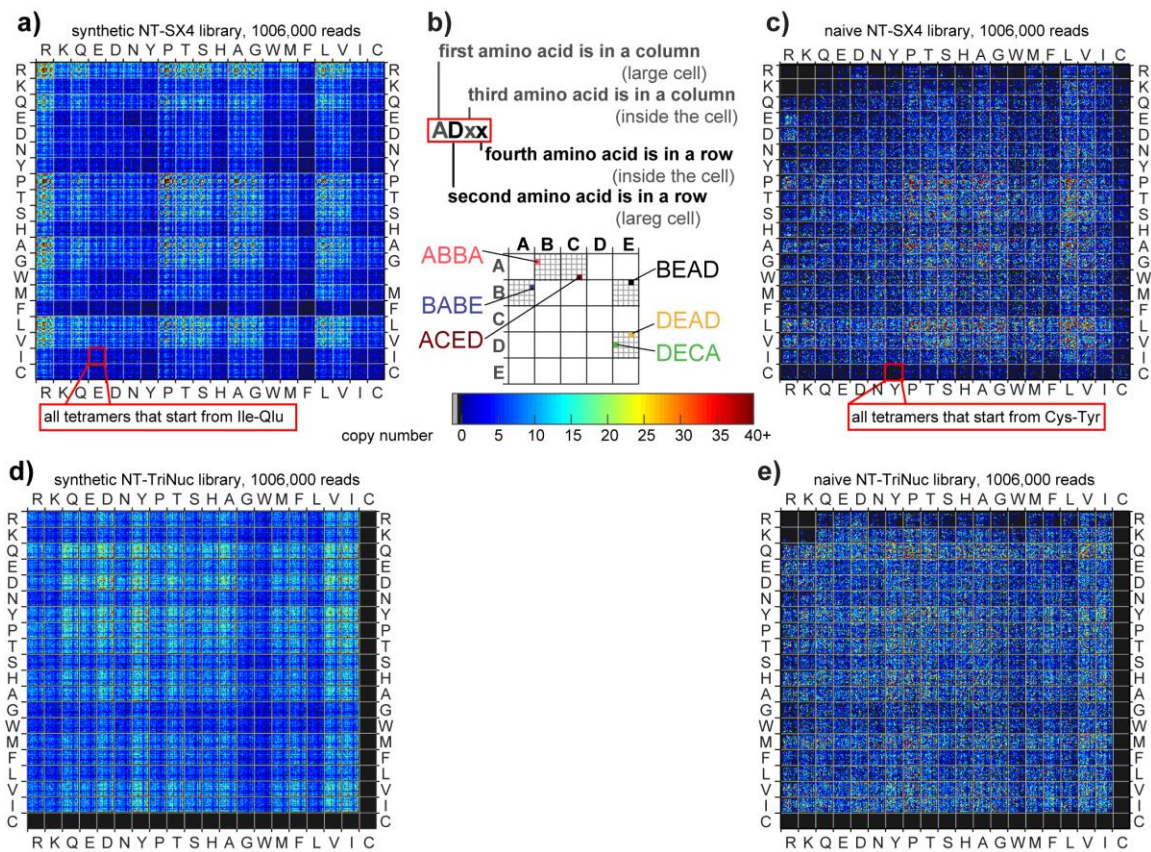 a)
synthetic NT-SX4 library, 1006,000 reads
R K Q E D N Y P T S H A G W M F L V I C
R
K
Q
E
D
N
Y
P
T
S
H
A
G
W
M
F
L
V
I
C
R
K
Q
E
D
N
Y
P
T
S
H
A
G
W
M
F
L
V
I
C
R K Q E D N Y P T S H A G W M F L V I C
all tetramers that start from Ile-Qlu
b)
first amino acid is in a column
(large cell)
third amino acid is in a column
(inside the cell)
ADxx
fourth amino acid is in a row
(inside the cell)
second amino acid is in a row
(lareg cell)
A B C D E
A
B
C
D
E
ABBA
BABE
ACED
BEAD
DEAD
DECA
copy number
0 5 10 15 20 25 30 35 40+
c)
naive NT-SX4 library, 1006,000 reads
R K Q E D N Y P T S H A G W M F L V I C
R
K
Q
E
D
N
Y
P
T
S
H
A
G
W
M
F
L
V
I
C
R
K
Q
E
D
N
Y
P
T
S
H
A
G
W
M
F
L
V
I
C
R K Q E D N Y P T S H A G W M F L V I C
all tetramers that start from Cys-Tyr
d)
synthetic NT-TriNuc library, 1006,000 reads
R K Q E D N Y P T S H A G W M F L V I C
R
K
Q
E
D
N
Y
P
T
S
H
A
G
W
M
F
L
V
I
C
R
K
Q
E
D
N
Y
P
T
S
H
A
G
W
M
F
L
V
I
C
R K Q E D N Y P T S H A G W M F L V I C
e)
naive NT-TriNuc library, 1006,000 reads
R K Q E D N Y P T S H A G W M F L V I C
R
K
Q
E
D
N
Y
P
T
S
H
A
G
W
M
F
L
V
I
C
R
K
Q
E
D
N
Y
P
T
S
H
A
G
W
M
F
L
V
I
C
R K Q E D N Y P T S H A G W M F L V I C